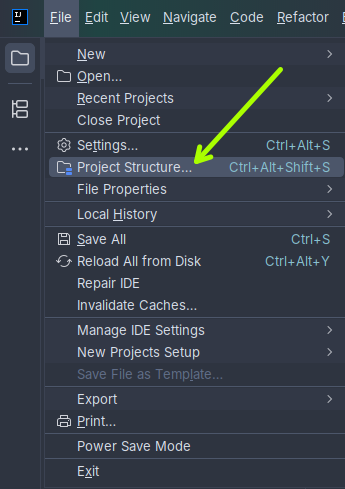 IJ File Edit View Navigate Code Refactor
New
Open...
Recent Projects
Close Project
Settings... Ctrl+Alt+S
Project Structure... Ctrl+Alt+Shift+S
File Properties
Local History
Save All Ctrl+S
Reload All from Disk Ctrl+Alt+Y
Repair IDE
Invalidate Caches...
Manage IDE Settings
New Projects Setup
Save File as Template...
Export
Print...
Power Save Mode
Exit